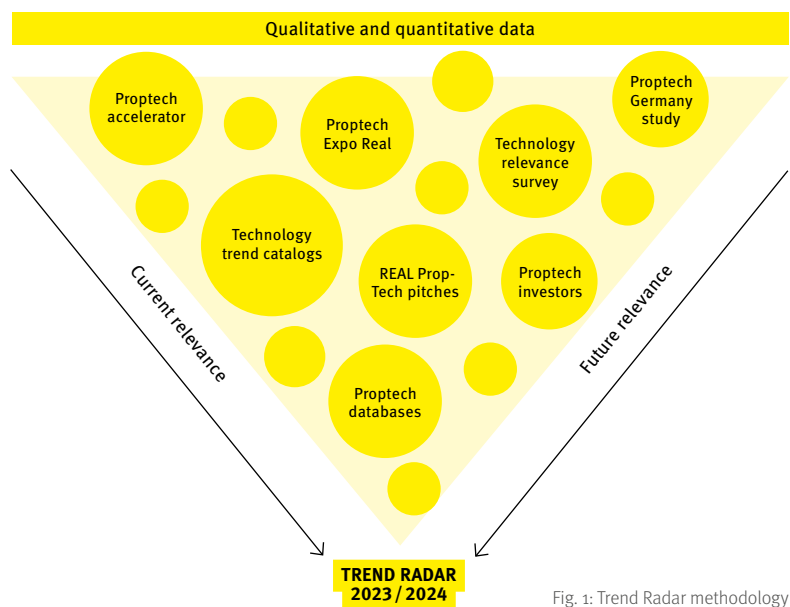 Qualitative and quantitative data
Proptech
accelerator
Proptech
Expo Real
Proptech
Germany
study
Technology
relevance
survey
Technology
trend catalogs
REAL Prop-
Tech pitches
Proptech
investors
Proptech
databases
Current relevance
Future relevance
TREND RADAR
2023 / 2024
Fig. 1: Trend Radar methodology